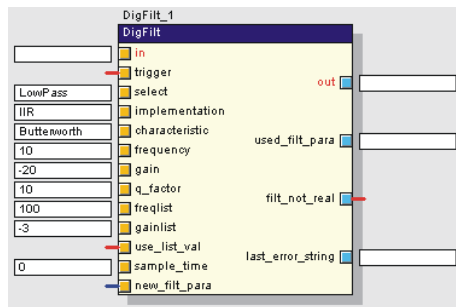 DigFilt_1
DigFilt
in
trigger
LowPass select
IIR implementation
Butterworth characteristic
10 frequency
-20 gain
10 q_factor
100 freqlist
-3 gainlist
use_list_val
0 sample_time
new_filt_para
out
used_filt_para
filt_not_real
last_error_string